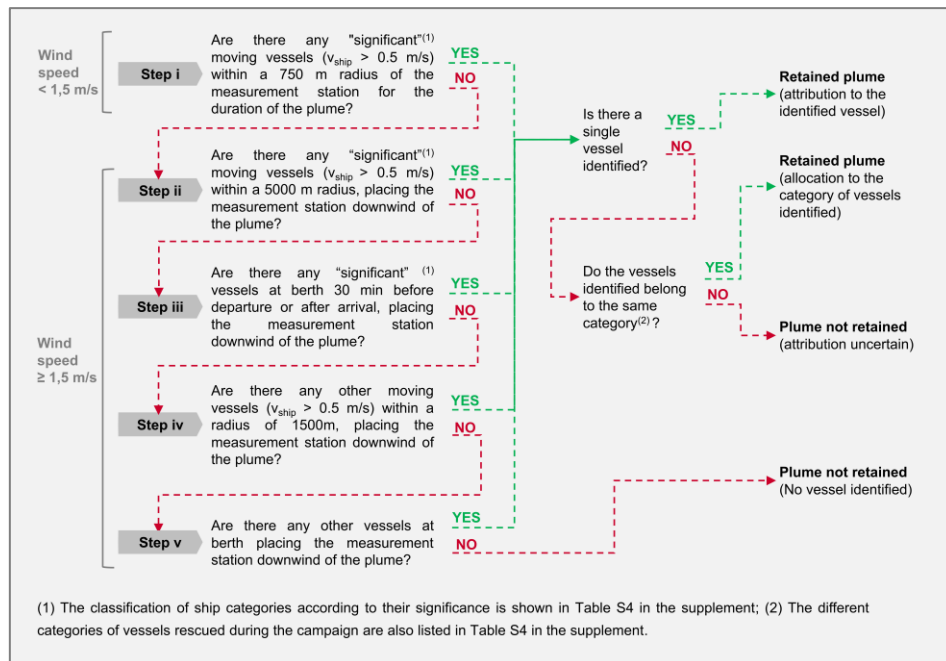 Wind
speed
< 1,5 m/s
Step i
Are there any "significant"(1)
moving vessels (vship > 0.5 m/s)
within a 750 m radius of the
measurement station for the
duration of the plume?
YES
NO
Wind
speed
≥ 1,5 m/s
Step ii
Are there any “significant”(1)
moving vessels (vship > 0.5 m/s)
within a 5000 m radius, placing the
measurement station downwind of
the plume?
YES
NO
Step iii
Are there any “significant” (1)
vessels at berth 30 min before
departure or after arrival, placing
the measurement station
downwind of the plume?
YES
NO
Step iv
Are there any other moving
vessels (vship > 0.5 m/s) within a
radius of 1500m, placing the
measurement station downwind of
the plume?
YES
NO
Step v
Are there any other vessels at
berth placing the measurement
station downwind of the plume?
YES
NO
Is there a
single
vessel
identified?
YES
NO
Do the vessels
identified belong
to the same
category(2) ?
YES
NO
Retained plume
(attribution to the
identified vessel)
Retained plume
(allocation to the
category of vessels
identified)
Plume not retained
(attribution uncertain)
Plume not retained
(No vessel identified)
(1) The classification of ship categories according to their significance is shown in Table S4 in the supplement; (2) The different
categories of vessels rescued during the campaign are also listed in Table S4 in the supplement.